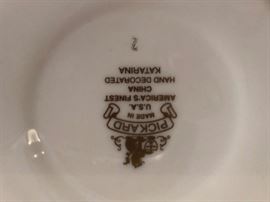 PICKARD
MADE IN
U.S.A.
AMERICA'S FINEST
CHINA
HAND DECORATED
KATARINA